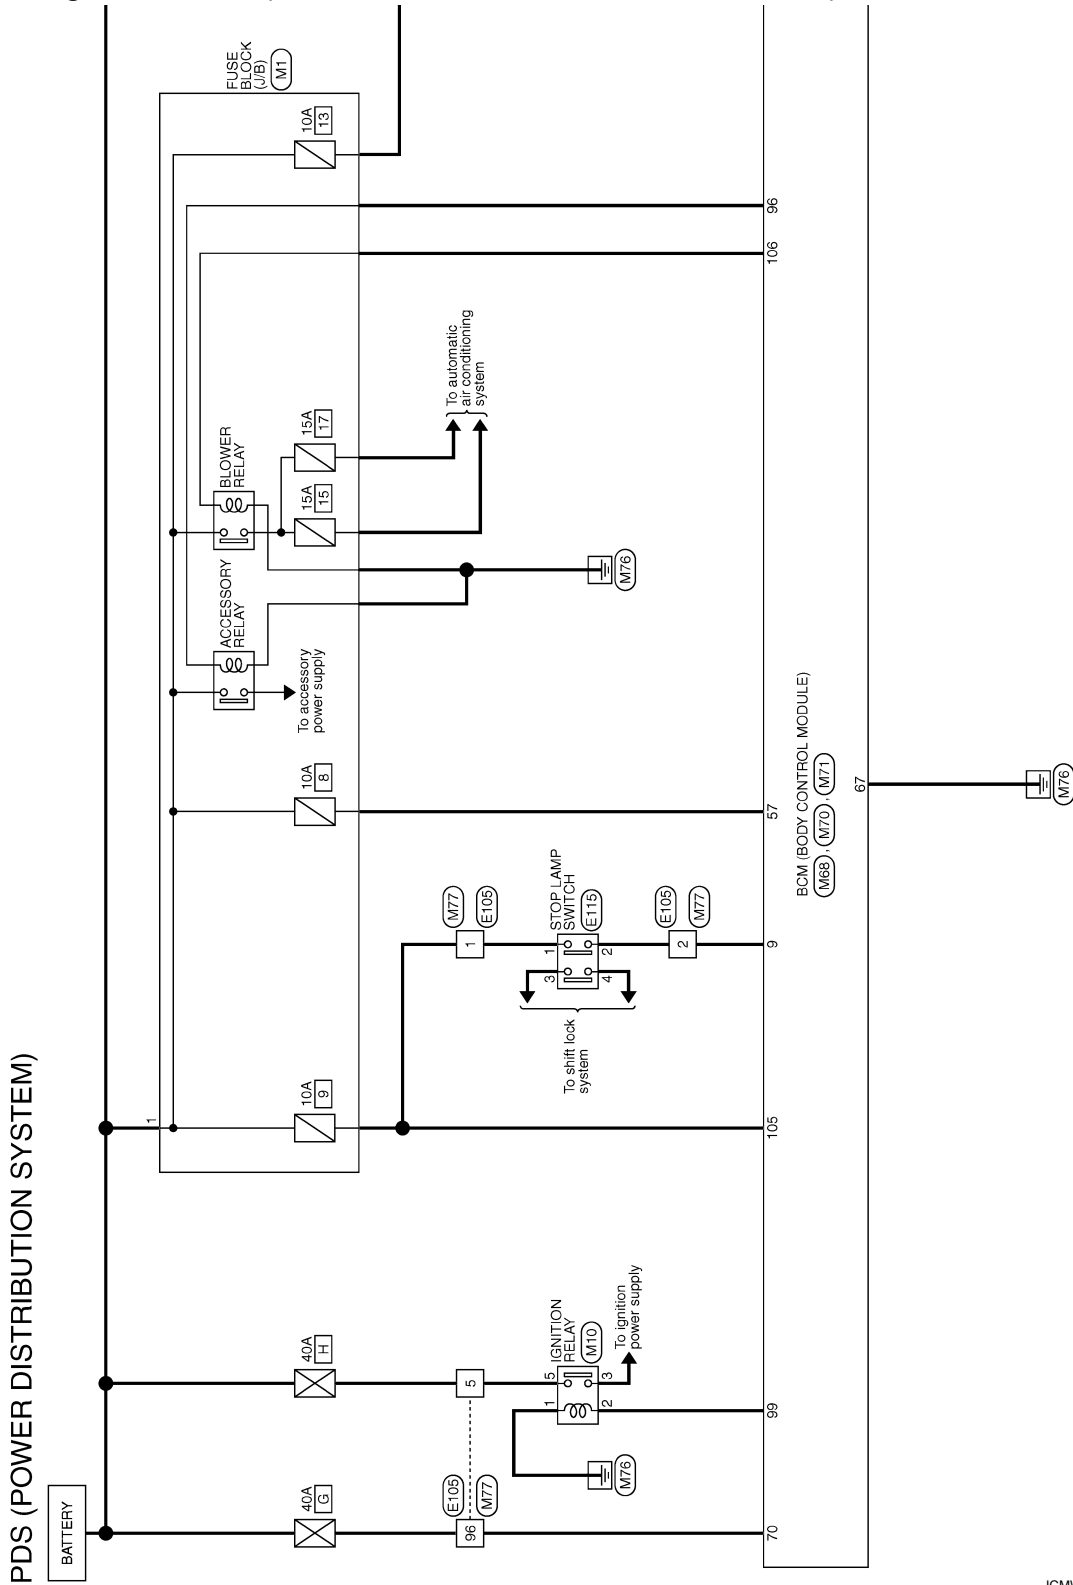 PDS (POWER DISTRIBUTION SYSTEM)
BATTERY
40A
G
40A
H
E105
96
M77
5
M76
IGNITION
RELAY
M10
1
5
2
3
To ignition
power supply
70
99
1
FUSE
BLOCK
(J/B)
M1
10A
9
10A
8
ACCESSORY
RELAY
To accessory
power supply
BLOWER
RELAY
15A
15
15A
17
10A
13
To automatic
air conditioning
system
M76
M77
E105
1
STOP LAMP
SWITCH
E115
3
1
4
2
To shift lock
system
E105
M77
2
105
9
57
106
96
BCM (BODY CONTROL MODULE)
M68 , M70 , M71
67
M76